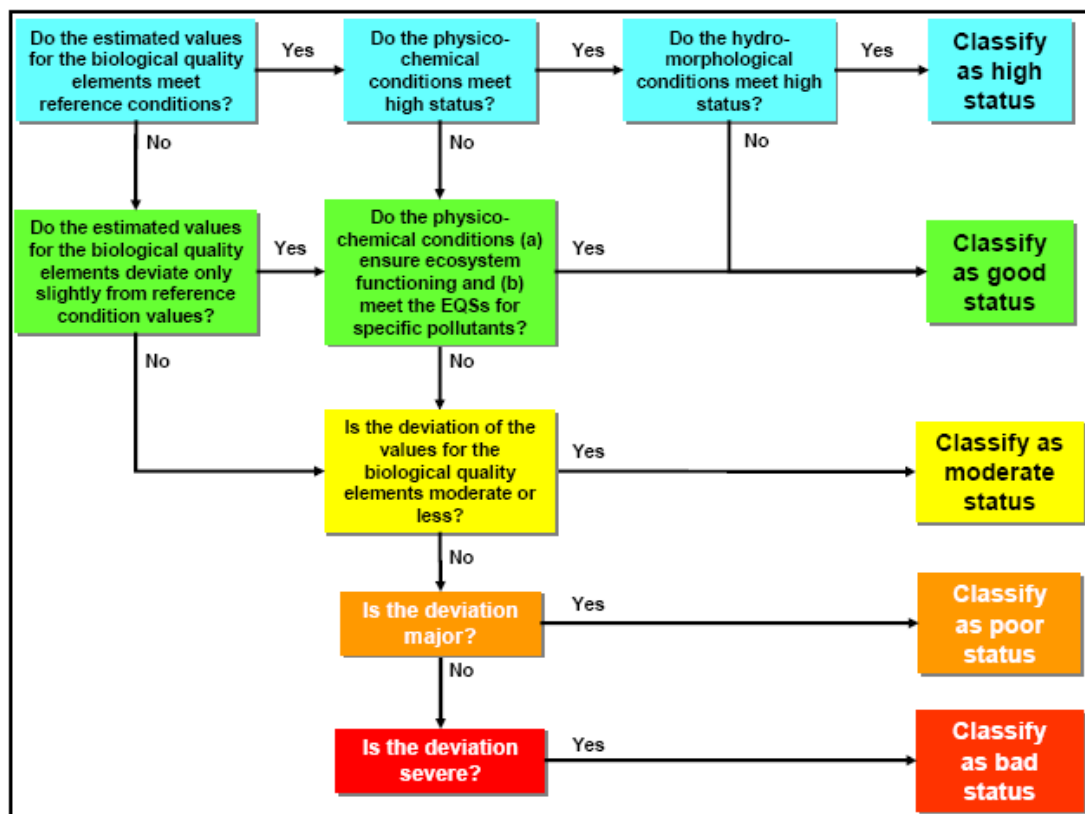 Do the estimated values
for the biological quality
elements meet
reference conditions?
Yes
Do the physico-
chemical
conditions meet
high status?
Yes
Do the hydro-
morphological
conditions meet high
status?
Yes
Classify
as high
status
No
No
No
Do the estimated values
for the biological quality
elements deviate only
slightly from reference
condition values?
Yes
Do the physico-
chemical conditions (a)
ensure ecosystem
functioning and (b)
meet the EQSs for
specific pollutants?
Yes
Classify
as good
status
No
No
Is the deviation of the
values for the
biological quality
elements moderate or
less?
Yes
Classify as
moderate
status
No
Is the deviation
major?
Yes
Classify
as poor
status
No
Is the deviation
severe?
Yes
Classify
as bad
status